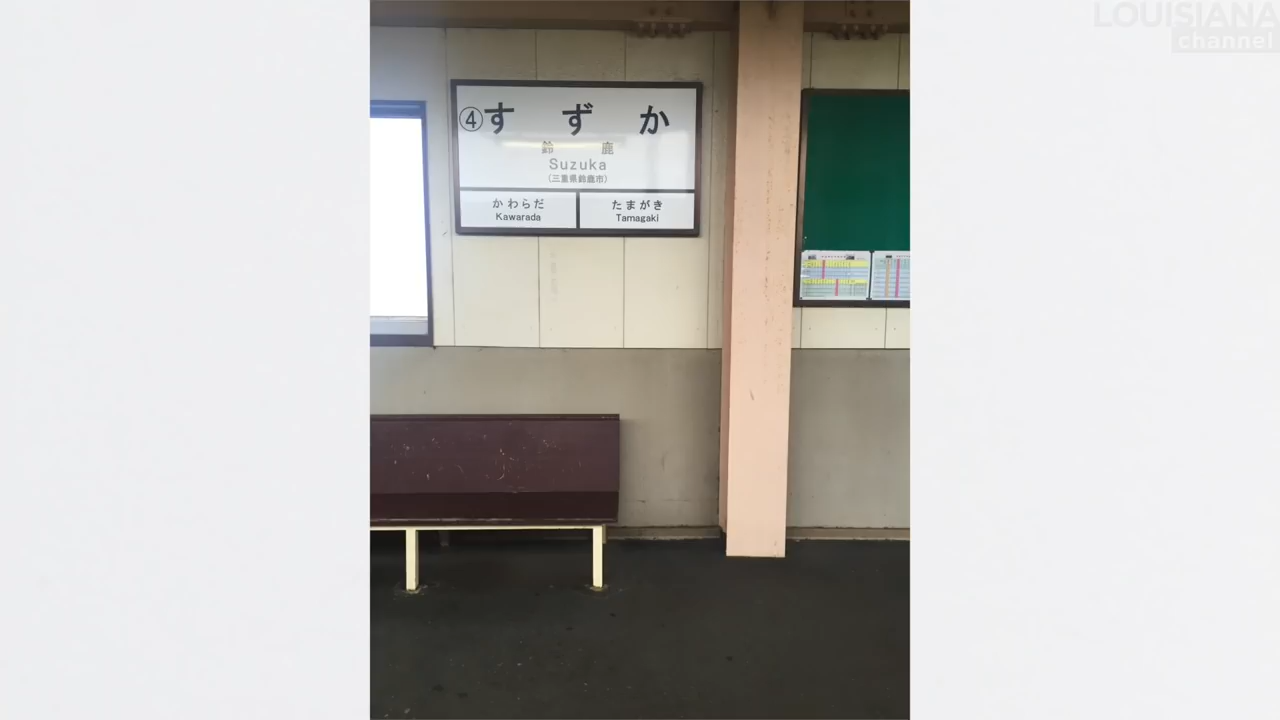 LOUISIANA
channel
④すずか
鈴鹿
Suzuka
(三重県鈴鹿市)
かわらだ
Kawarada
たまがき
Tamagaki